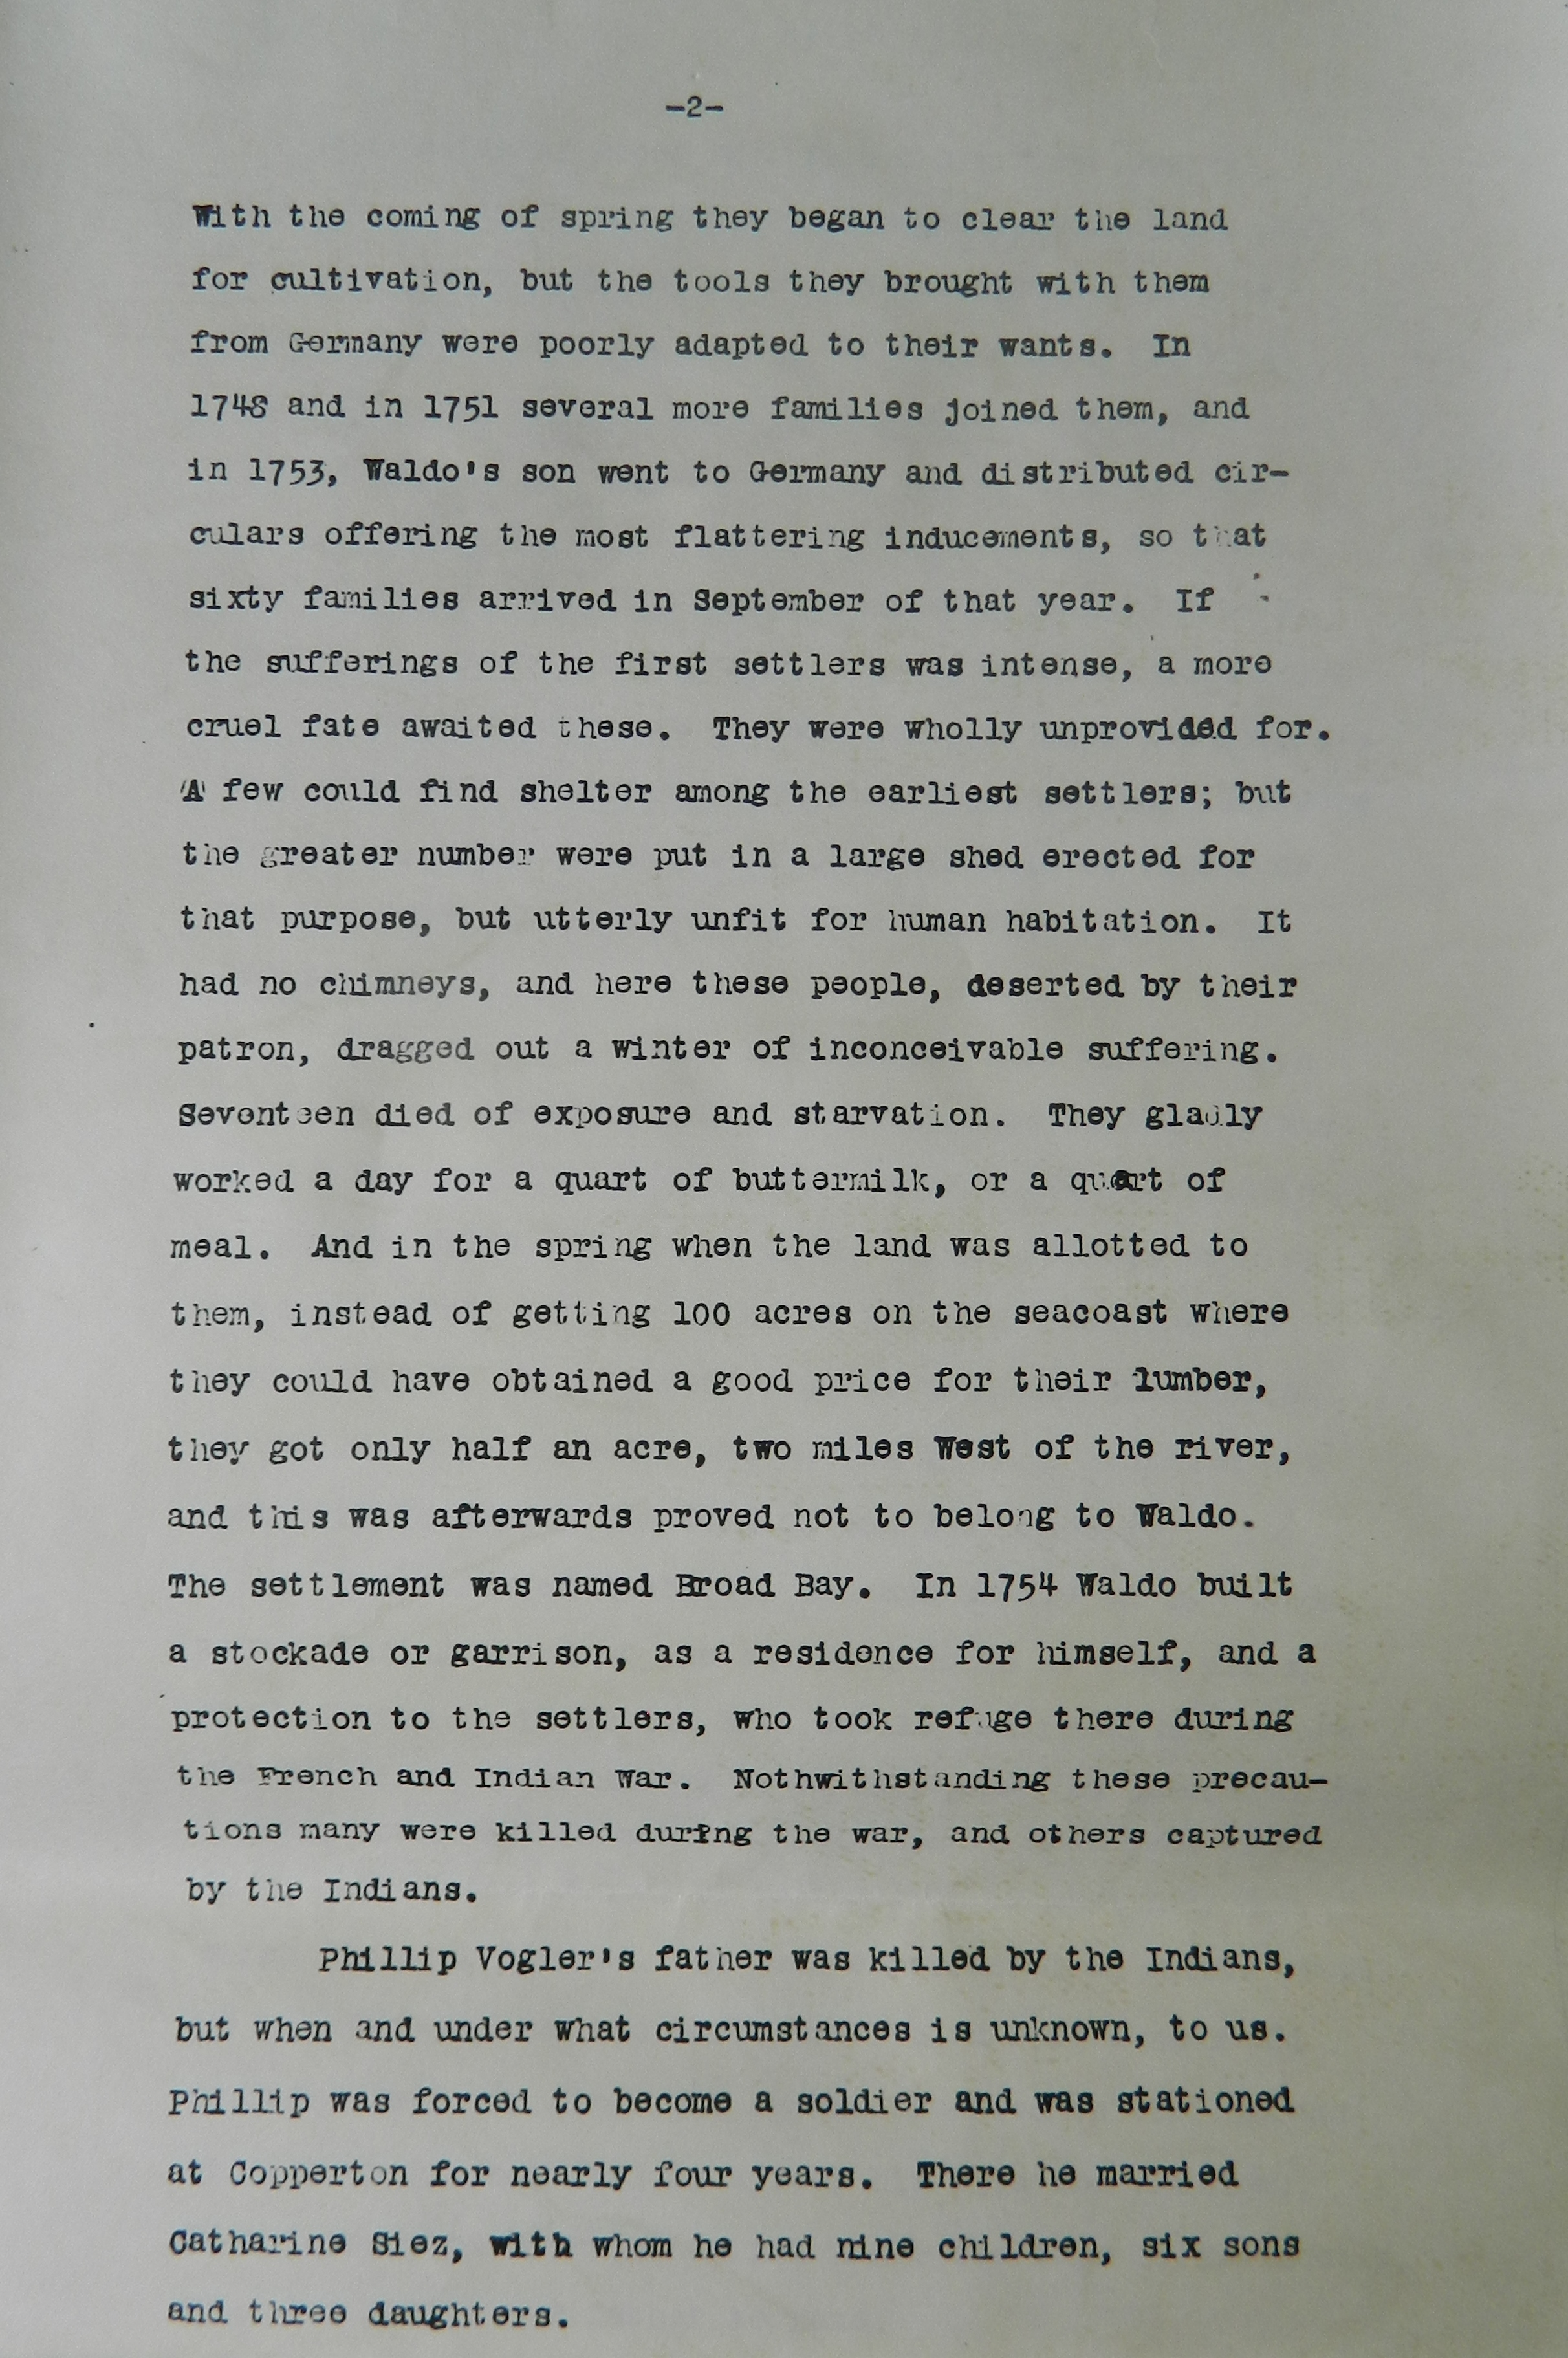 -2-
With the coming of spring they began to clear the land
for cultivation, but the tools they brought with them
from Germany were poorly adapted to their wants. In
1748 and in 1751 several more families joined them, and
in 1753, Waldo's son went to Germany and distributed cir-
culars offering the most flattering inducements, so that
sixty families arrived in September of that year. If
the sufferings of the first settlers was intense, a more
cruel fate awaited these. They were wholly unprovided for.
A few could find shelter among the earliest settlers; but
the greater number were put in a large shed erected for
that purpose, but utterly unfit for human habitation. It
had no chimneys, and here these people, deserted by their
patron, dragged out a winter of inconceivable suffering.
Seventeen died of exposure and starvation. They gladly
worked a day for a quart of buttermilk, or a quart of
meal. And in the spring when the land was allotted to
them, instead of getting 100 acres on the seacoast where
they could have obtained a good price for their lumber,
they got only half an acre, two miles West of the river,
and this was afterwards proved not to belong to Waldo.
The settlement was named Broad Bay. In 1754 Waldo built
a stockade or garrison, as a residence for himself, and a
protection to the settlers, who took refuge there during
the French and Indian War. Nothwithstanding these precau-
tions many were killed during the war, and others captured
by the Indians.
Phillip Vogler's father was killed by the Indians,
but when and under what circumstances is unknown, to us.
Phillip was forced to become a soldier and was stationed
at Copperton for nearly four years. There he married
Catharine Siez, with whom he had nine children, six sons
and three daughters.